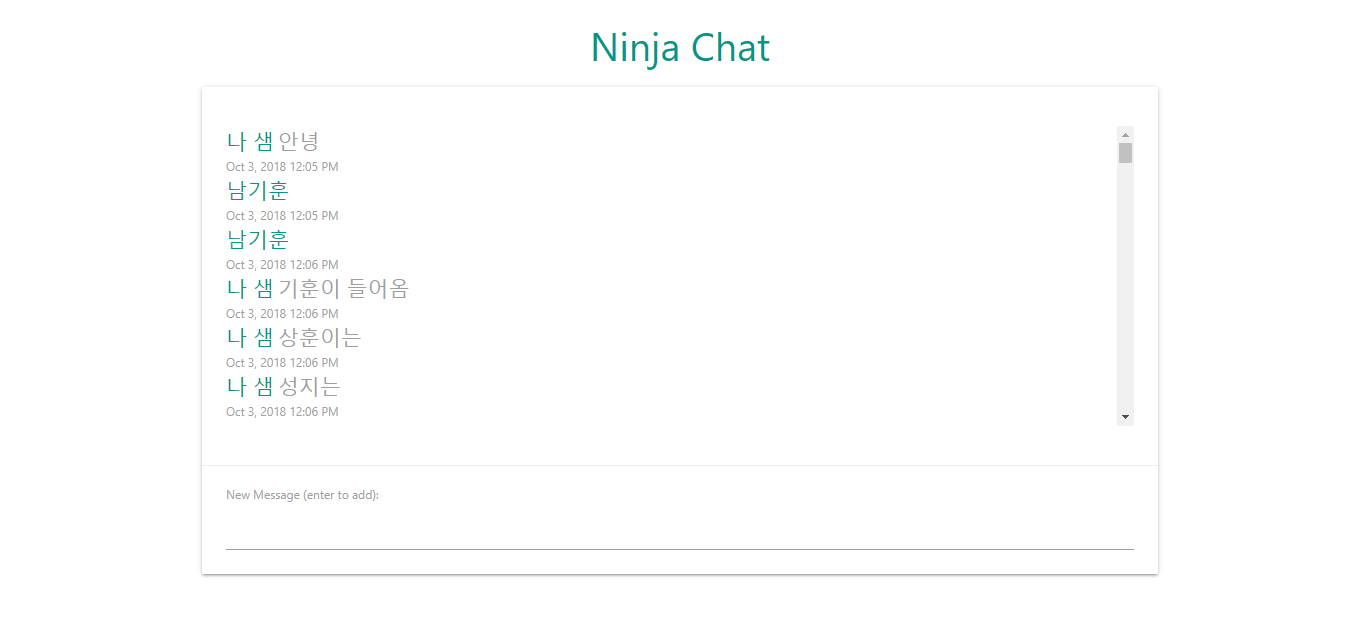 Ninja Chat
나 샘 안녕
Oct 3, 2018 12:05 PM
남기훈
Oct 3, 2018 12:05 PM
남기훈
Oct 3, 2018 12:06 PM
나 샘 기훈이 들어옴
Oct 3, 2018 12:06 PM
나 샘 상훈이는
Oct 3, 2018 12:06 PM
나 샘 성지는
Oct 3, 2018 12:06 PM
New Message (enter to add):